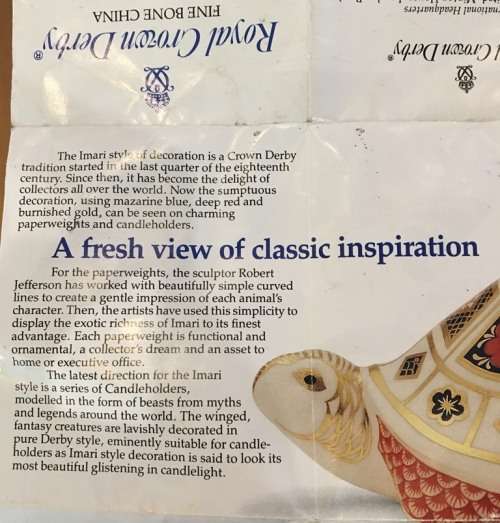 Royal Crown Derby®
FINE BONE CHINA
Crown Derby®
The Imari style of decoration is a Crown Derby
tradition started in the last quarter of the eighteenth
century. Since then, it has become the delight of
collectors all over the world. Now the sumptuous
decoration, using mazarine blue, deep red and
burnished gold, can be seen on charming
paperweights and candleholders.
A fresh view of classic inspiration
For the paperweights, the sculptor Robert
Jefferson has worked with beautifully simple curved
lines to create a gentle impression of each animal's
character. Then, the artists have used this simplicity to
display the exotic richness of Imari to its finest
advantage. Each paperweight is functional and
ornamental, a collector's dream and an asset to
home or executive office.
The latest direction for the Imari
style is a series of Candleholders,
modelled in the form of beasts from myths
and legends around the world. The winged,
fantasy creatures are lavishly decorated in
pure Derby style, eminently suitable for candle-
holders as Imari style decoration is said to look its
most beautiful glistening in candlelight.